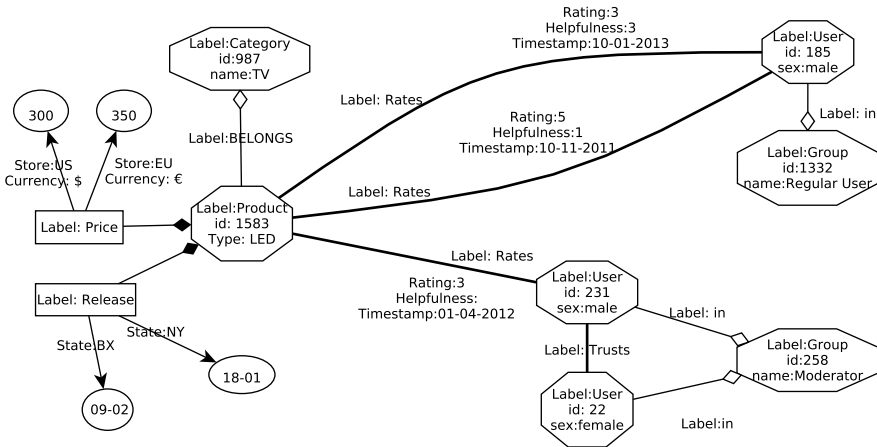 Rating:3
Helpfulness:3
Timestamp:10-01-2013
Label:Category
id:987
name:TV
Label:User
id: 185
sex:male
Label: Rates
300
350
Label:BELONGS
Rating:5
Helpfulness:1
Timestamp:10-11-2011
Label: in
Store:US
Currency: $
Store:EU
Currency: €
Label:Group
id:1332
name:Regular User
Label: Rates
Label: Price
Label:Product
id: 1583
Type: LED
Label: Rates
Label: Release
Rating:3
Helpfulness:
Timestamp:01-04-2012
Label:User
id: 231
sex:male
Label: in
State:BX
State:NY
Label: Trusts
Label:Group
id:258
name:Moderator
18-01
09-02
Label:User
id: 22
sex:female
Label:in